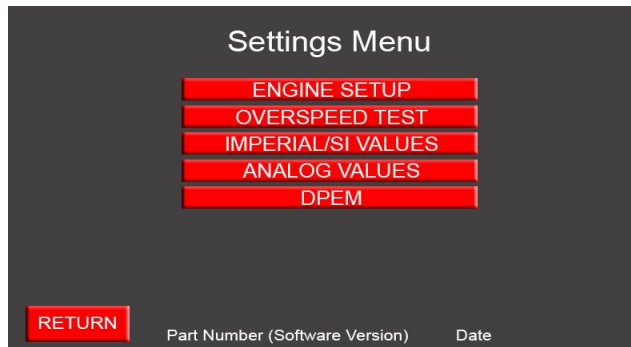 Settings Menu
ENGINE SETUP
OVERSPEED TEST
IMPERIAL/SI VALUES
ANALOG VALUES
DPEM
RETURN
Part Number (Software Version) Date